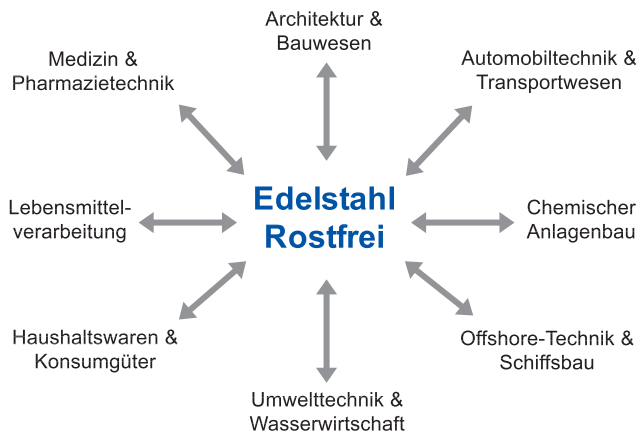 Architektur &
Bauwesen
Medizin &
Pharmazietechnik
Automobiltechnik &
Transportwesen
Edelstahl
Rostfrei
Lebensmittel-
verarbeitung
Chemischer
Anlagenbau
Haushaltswaren &
Konsumgüter
Offshore-Technik &
Schiffsbau
Umwelttechnik &
Wasserwirtschaft